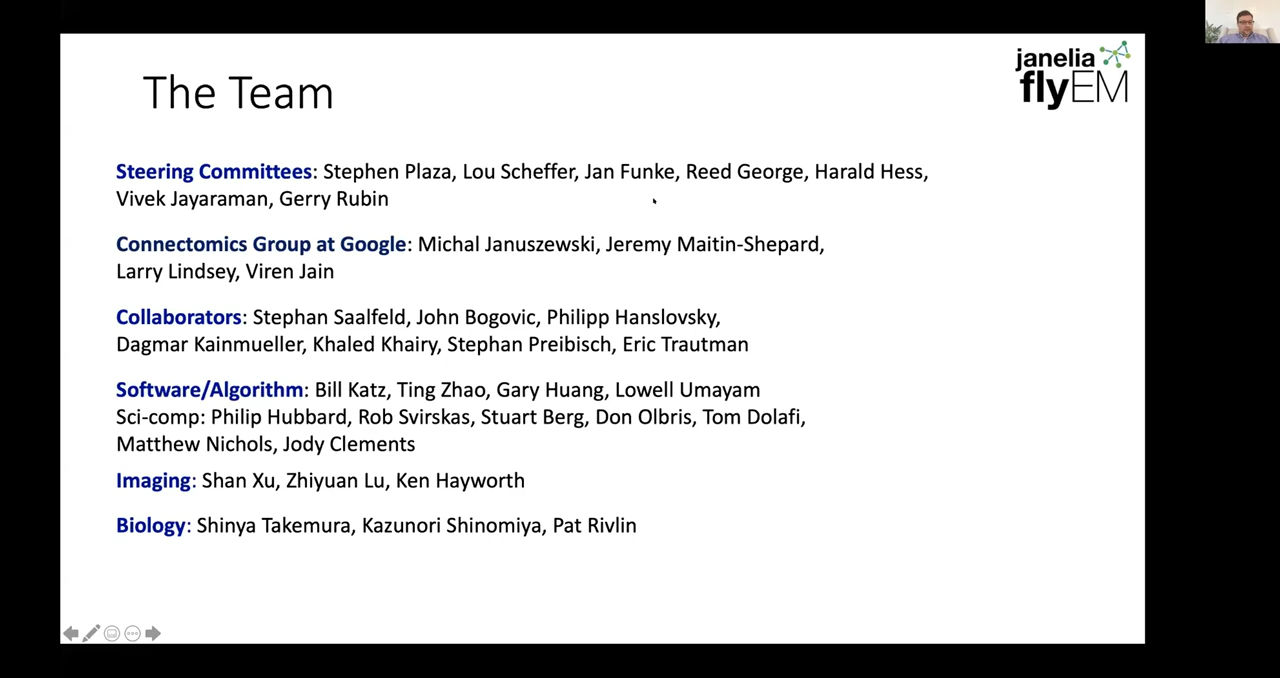 The Team
janelia
flyEM
Steering Committees: Stephen Plaza, Lou Scheffer, Jan Funke, Reed George, Harald Hess,
Vivek Jayaraman, Gerry Rubin
Connectomics Group at Google: Michal Januszewski, Jeremy Maitin-Shepard,
Larry Lindsey, Viren Jain
Collaborators: Stephan Saalfeld, John Bogovic, Philipp Hanslovsky,
Dagmar Kainmueller, Khaled Khairy, Stephan Preibisch, Eric Trautman
Software/Algorithm: Bill Katz, Ting Zhao, Gary Huang, Lowell Umayam
Sci-comp: Philip Hubbard, Rob Svirskas, Stuart Berg, Don Olbris, Tom Dolafi,
Matthew Nichols, Jody Clements
Imaging: Shan Xu, Zhiyuan Lu, Ken Hayworth
Biology: Shinya Takemura, Kazunori Shinomiya, Pat Rivlin